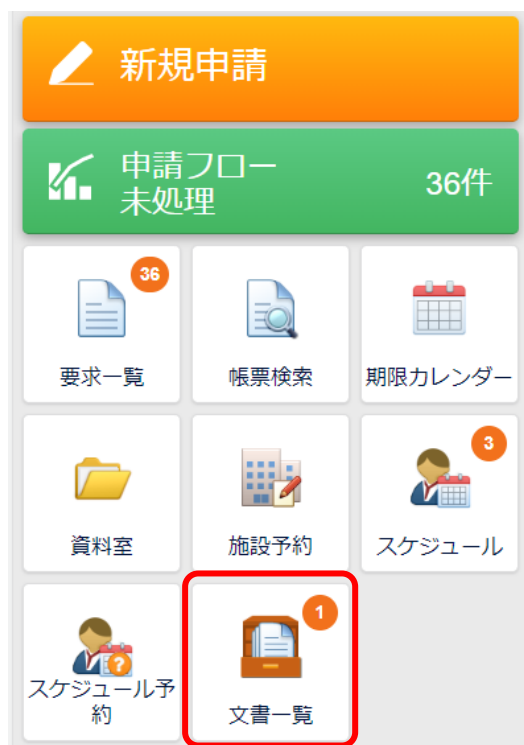 新規申請
申請フロー
未処理
36件
36
要求一覧
帳票検索
期限カレンダー
資料室
施設予約
3
スケジュール
?
スケジュール予
約
1
文書一覧